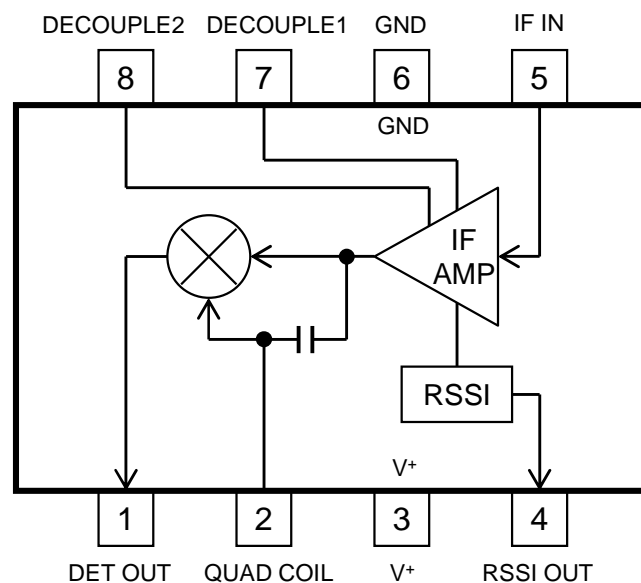 DECOUPLE2 DECOUPLE1 GND IF IN
8 7 6 5
GND
IF
AMP
RSSI
V+
1 2 3 4
DET OUT QUAD COIL V+ RSSI OUT